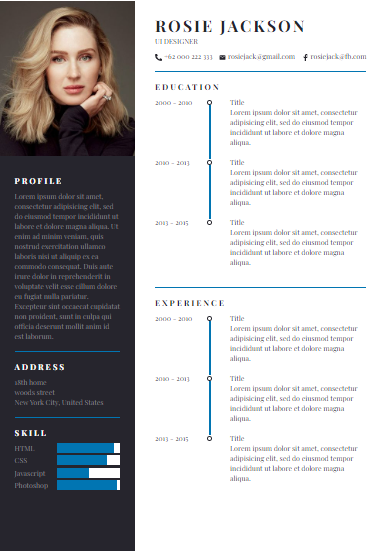 ROSIE JACKSON
UI DESIGNER
+62 000 222 333 rosiejack@gmail.com rosiejack@fb.com
EDUCATION
2000 - 2010 Title
Lorem ipsum dolor sit amet, consectetur
adipisicing elit, sed do eiusmod tempor
incididunt ut labore et dolore magna
aliqua.
2010 - 2013 Title
Lorem ipsum dolor sit amet, consectetur
adipisicing elit, sed do eiusmod tempor
incididunt ut labore et dolore magna
aliqua.
2013 - 2015 Title
Lorem ipsum dolor sit amet, consectetur
adipisicing elit, sed do eiusmod tempor
incididunt ut labore et dolore magna
aliqua.
EXPERIENCE
2000 - 2010 Title
Lorem ipsum dolor sit amet, consectetur
adipisicing elit, sed do eiusmod tempor
incididunt ut labore et dolore magna
aliqua.
2010 - 2013 Title
Lorem ipsum dolor sit amet, consectetur
adipisicing elit, sed do eiusmod tempor
incididunt ut labore et dolore magna
aliqua.
2013 - 2015 Title
Lorem ipsum dolor sit amet, consectetur
adipisicing elit, sed do eiusmod tempor
incididunt ut labore et dolore magna
aliqua.
PROFILE
Lorem ipsum dolor sit amet,
consectetur adipisicing elit, sed
do eiusmod tempor incididunt ut
labore et dolore magna aliqua. Ut
enim ad minim veniam, quis
nostrud exercitation ullamco
laboris nisi ut aliquip ex ea
commodo consequat. Duis aute
irure dolor in reprehenderit in
voluptate velit esse cillum dolore
eu fugiat nulla pariatur.
Excepteur sint occaecat cupidatat
non proident, sunt in culpa qui
officia deserunt mollit anim id
est laborum.
ADDRESS
18th home
woods street
New York City, United States
SKILL
HTML
CSS
Javascript
Photoshop